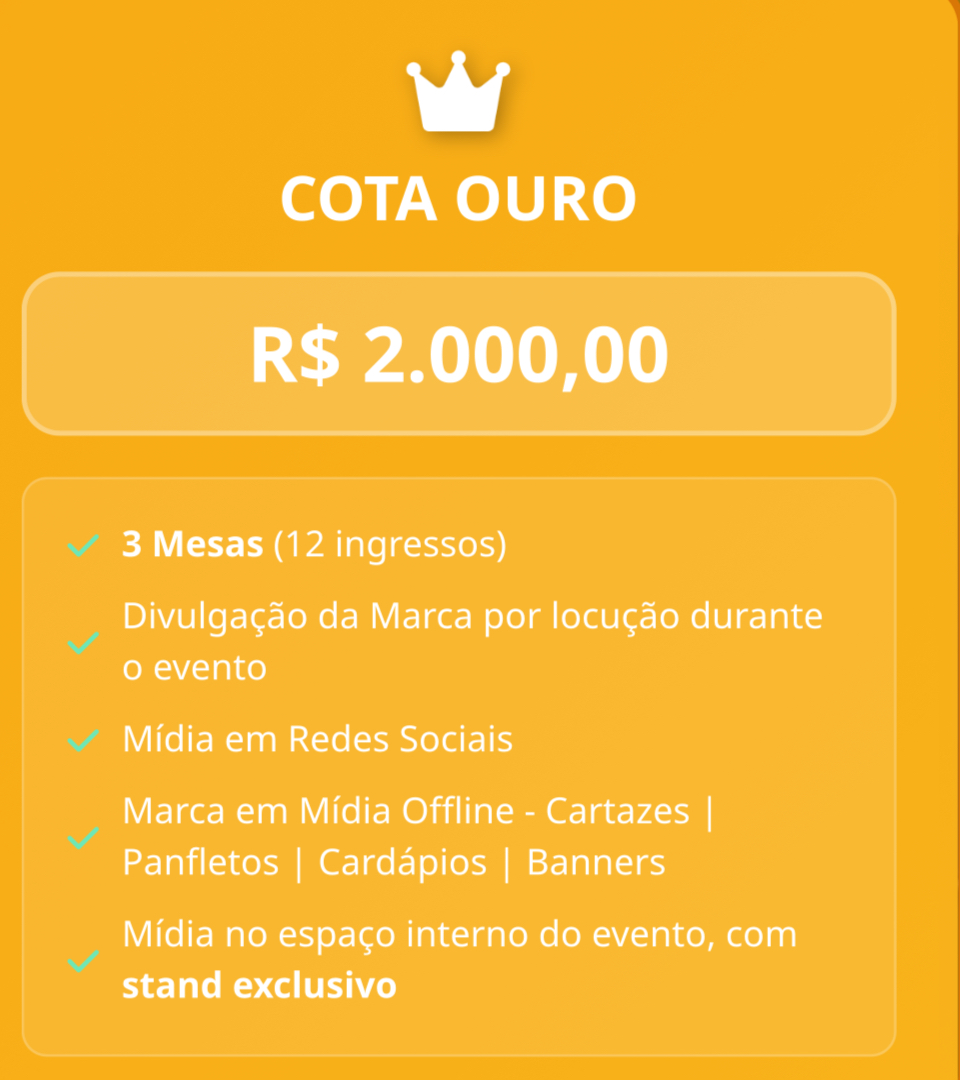 COTA OURO
R$ 2.000,00
3 Mesas (12 ingressos)
Divulgação da Marca por locução durante
o evento
Mídia em Redes Sociais
Marca em Mídia Offline - Cartazes |
Panfletos | Cardápios | Banners
Mídia no espaço interno do evento, com
stand exclusivo